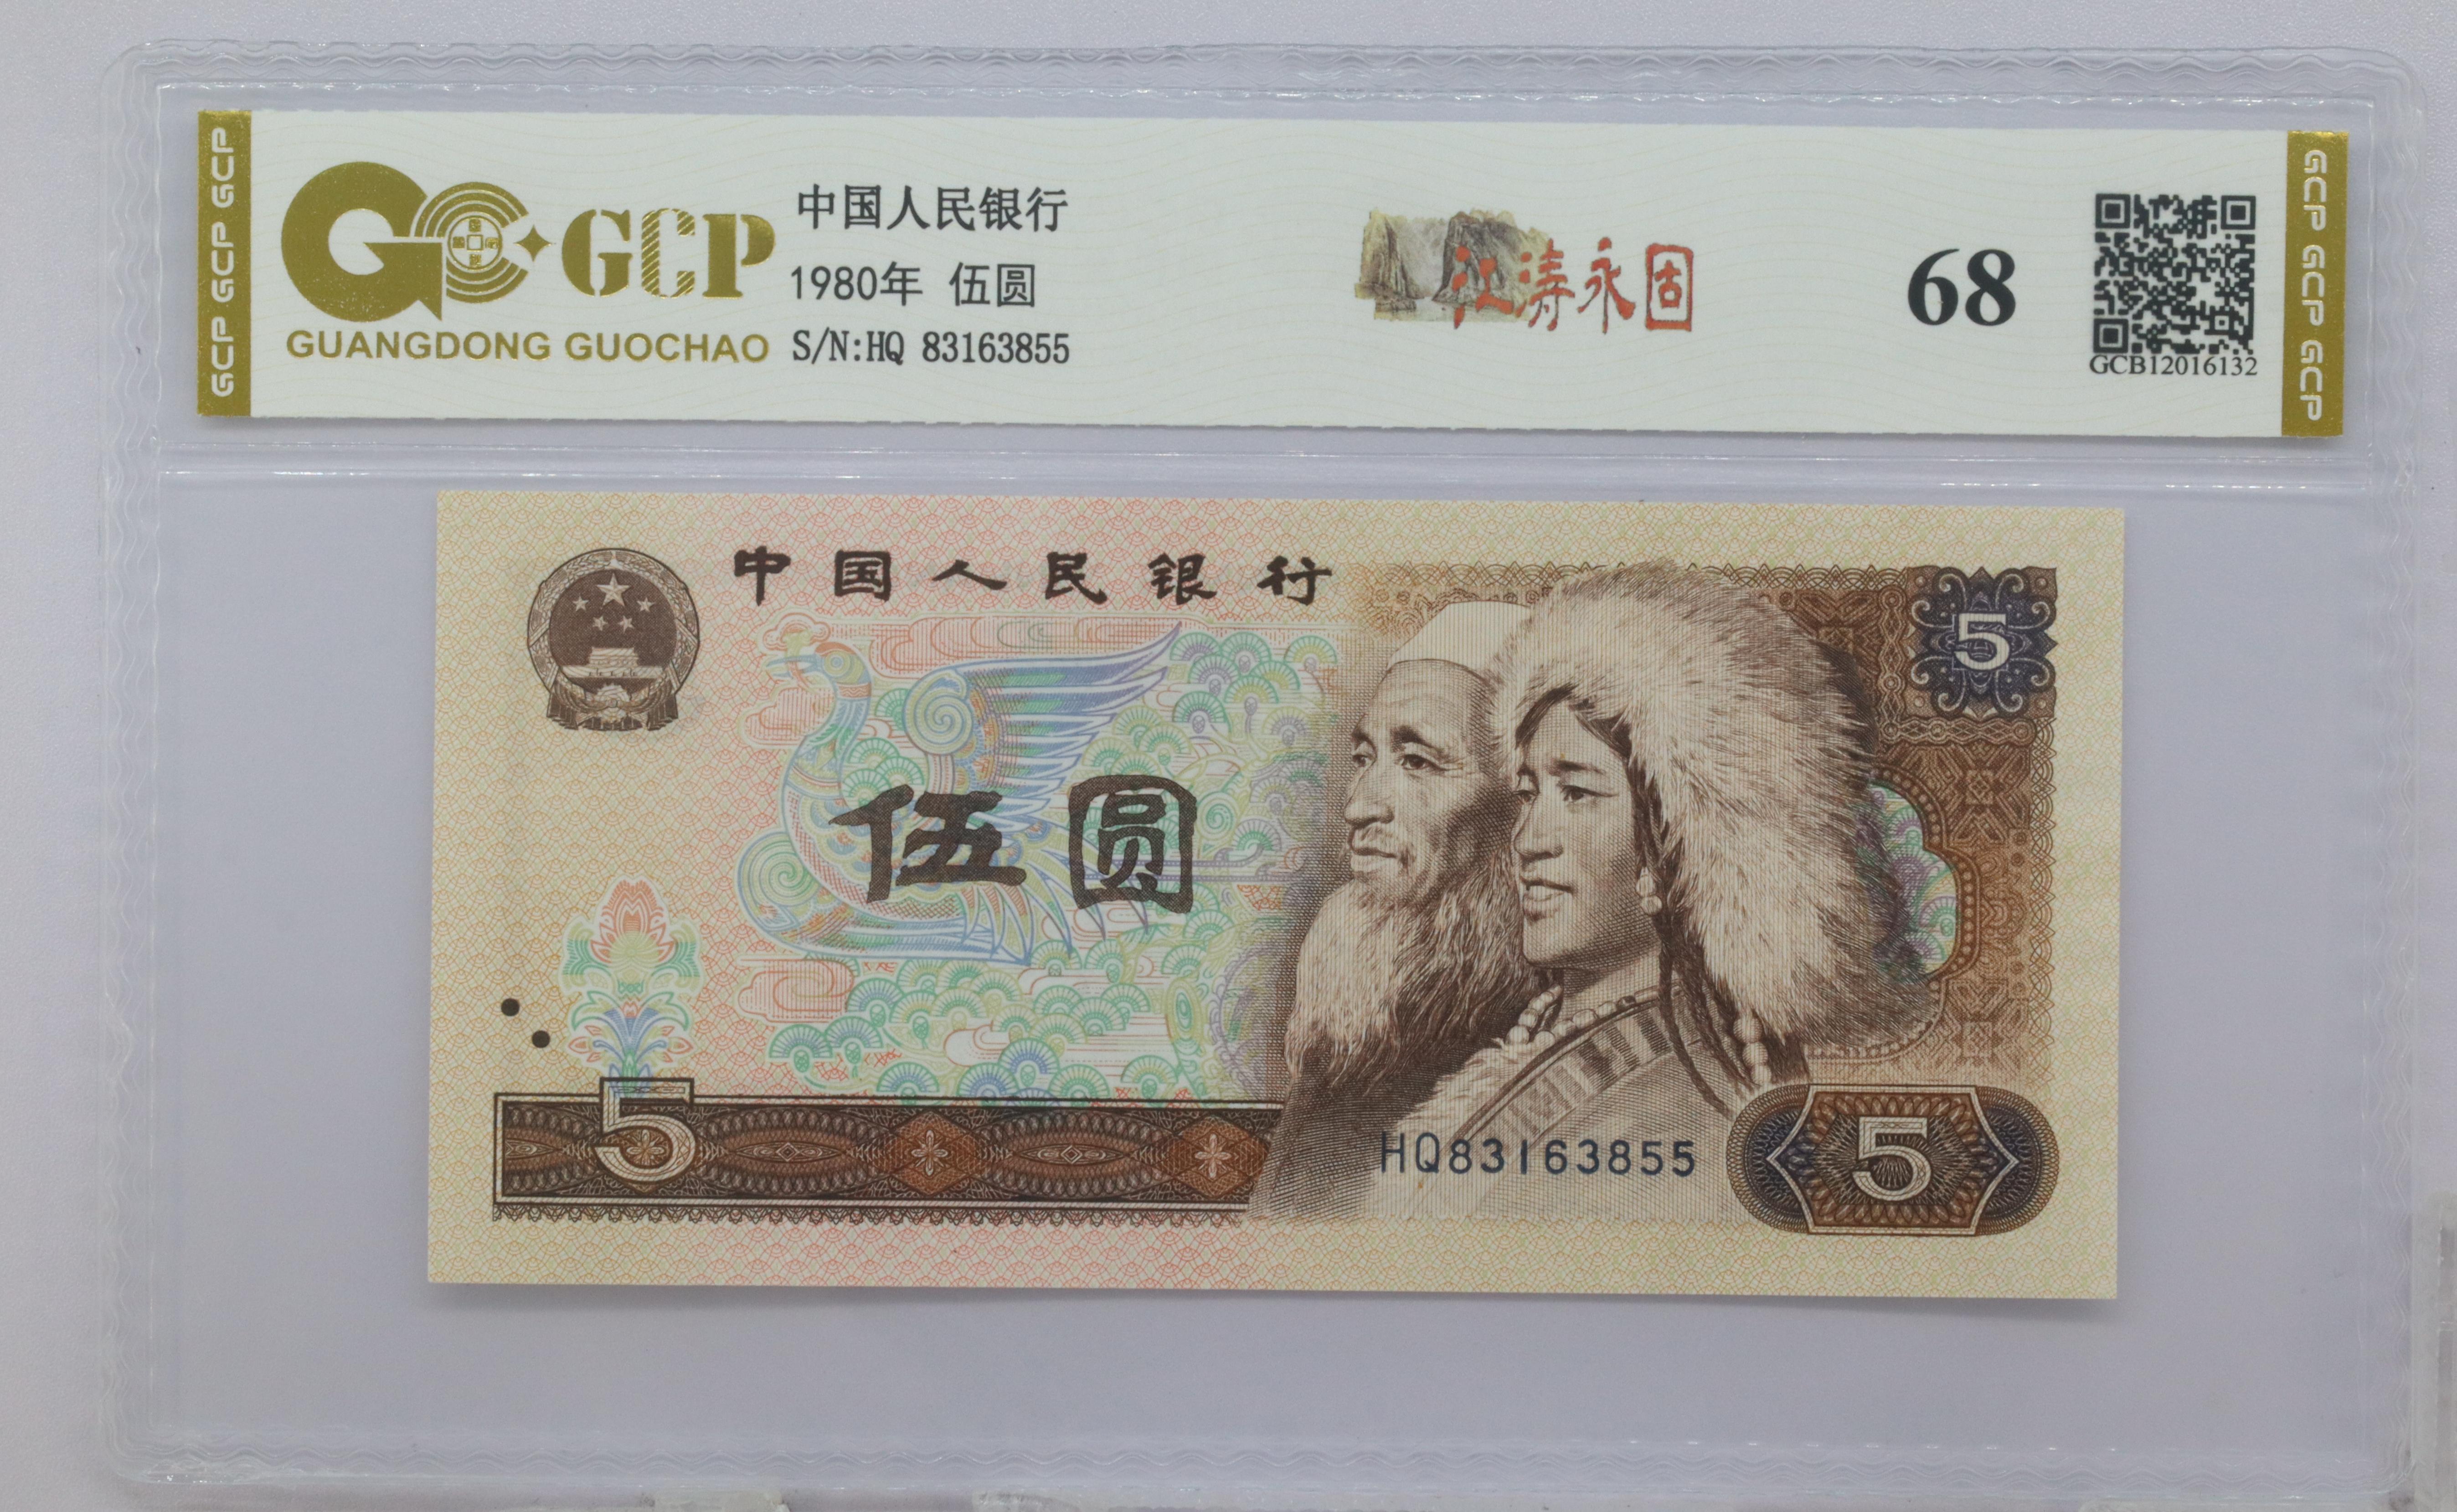 GCP GCP GCP
GCP
GUANGDONG GUOCHAO
中国人民银行
1980年 伍圆
S/N:HQ 83163855
江涛永固
68
GCB12016132
GCP GCP GCP
中国人民银行
5
伍圆
5
HQ83163855
5